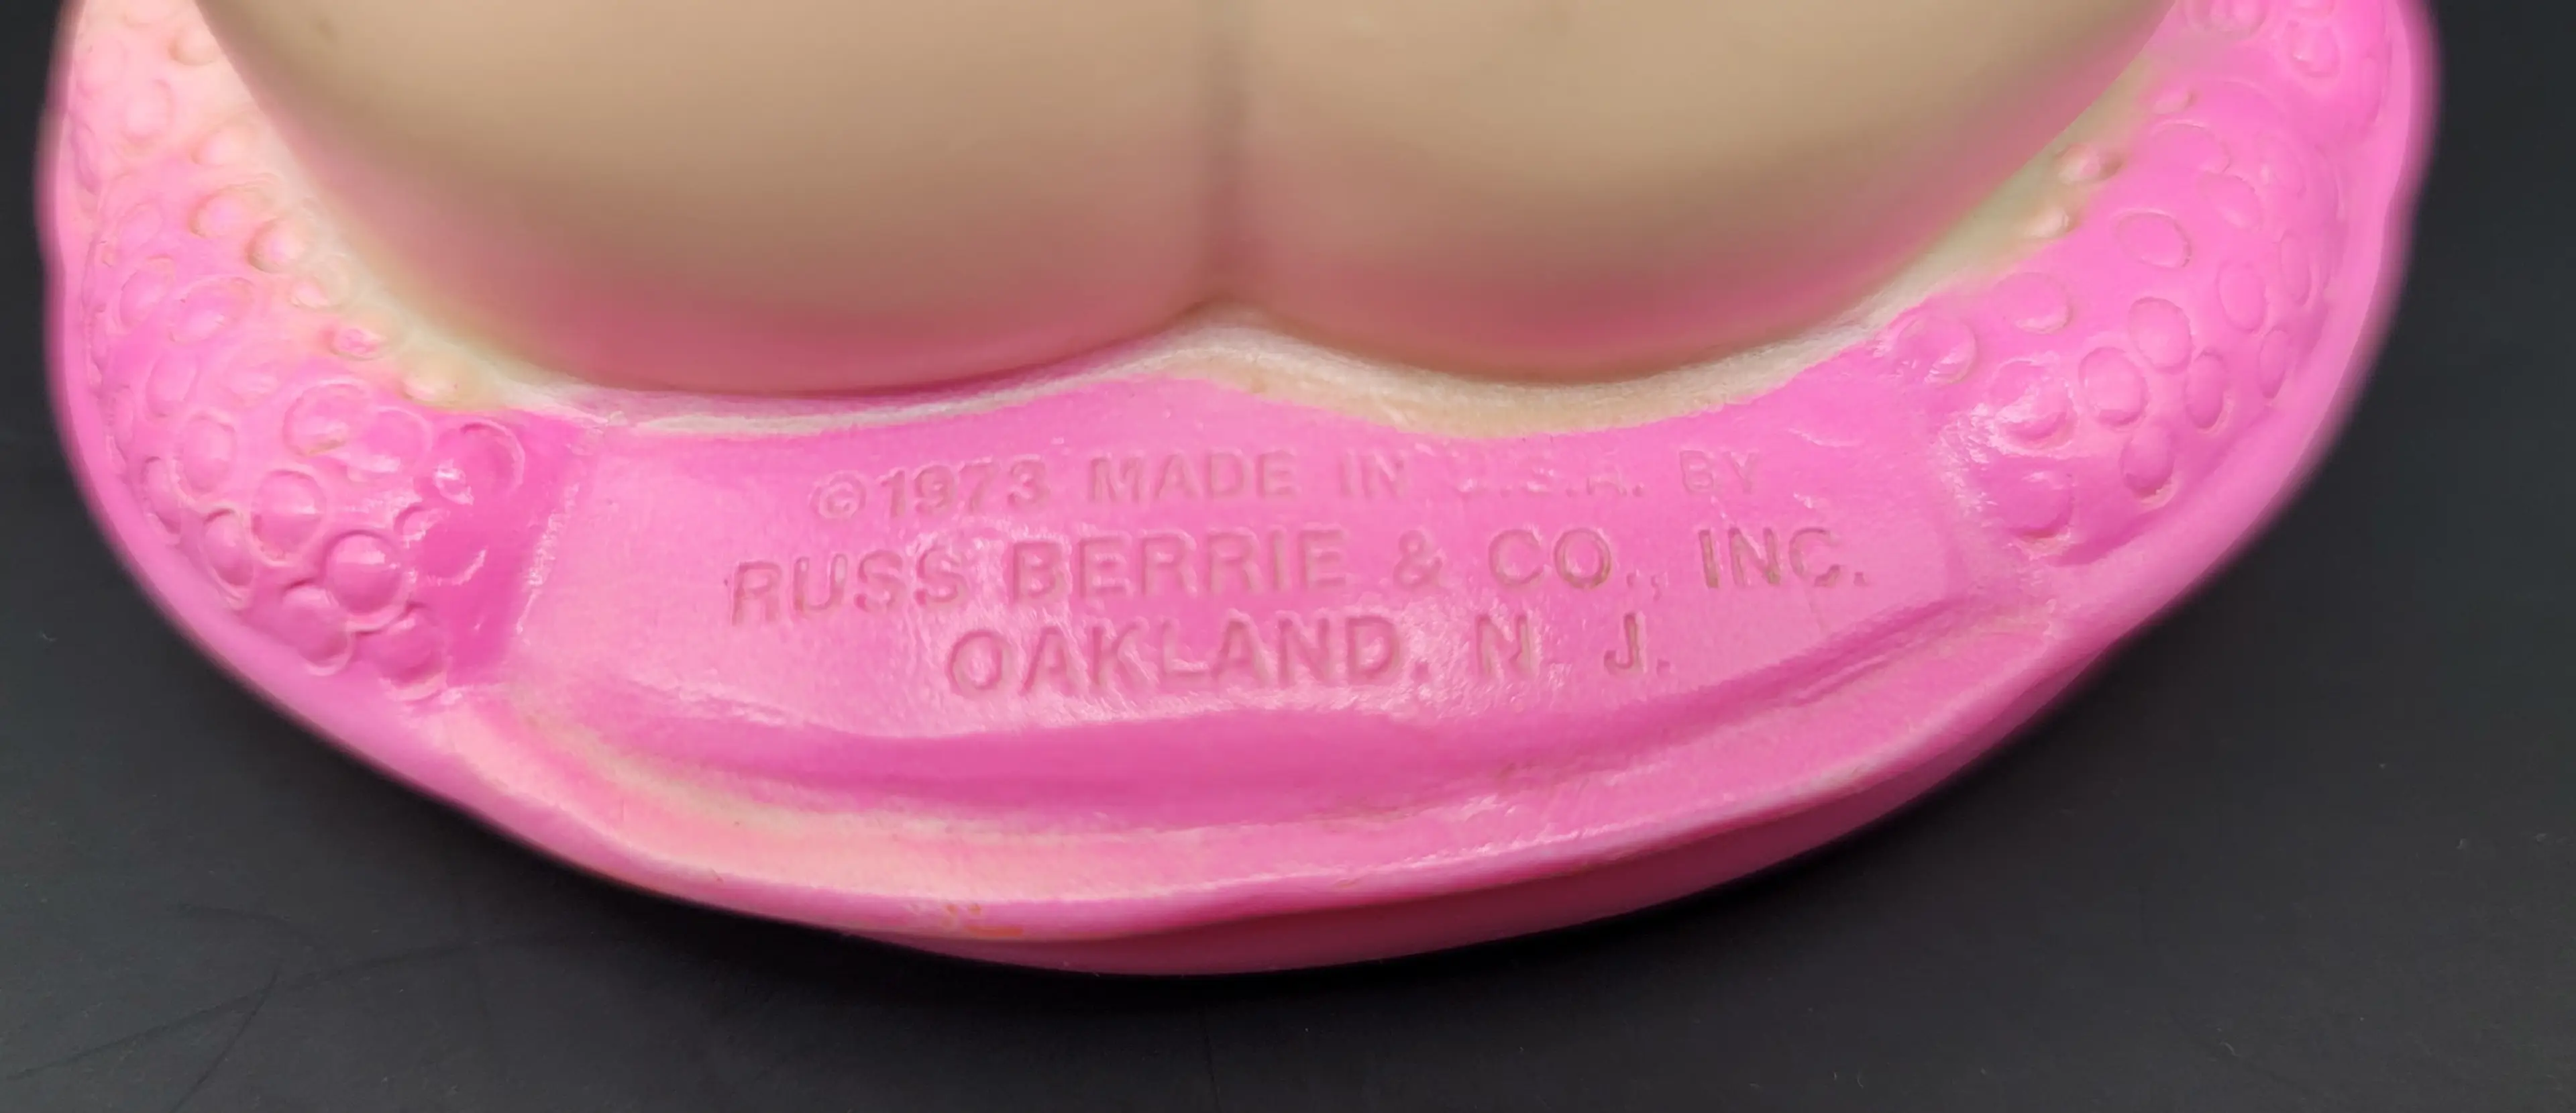 ©1973 MADE IN U.S.A. BY
RUSS BERRIE & CO., INC.
OAKLAND, N. J.